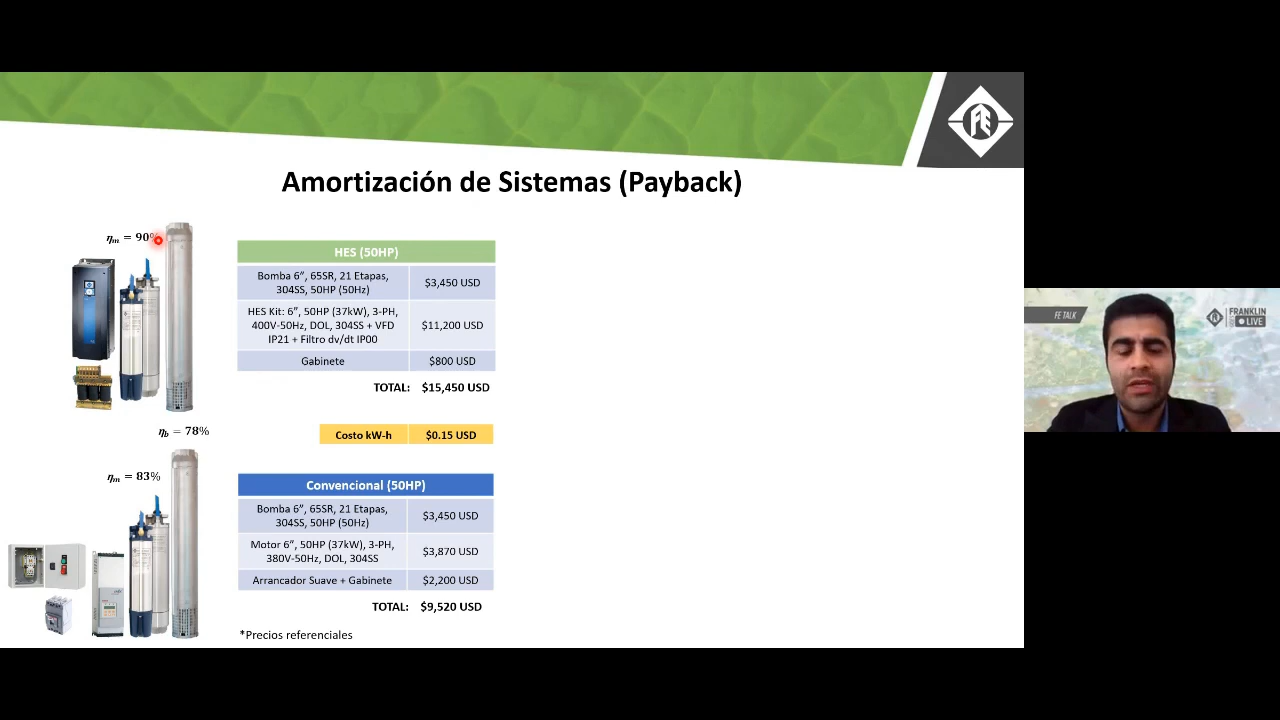 Amortización de Sistemas (Payback)
ηm = 90%
HES (50HP)
Bomba 6”, 65SR, 21 Etapas,
304SS, 50HP (50Hz)
$3,450 USD
HES Kit: 6”, 50HP (37kW), 3-PH,
400V-50Hz, DOL, 304SS + VFD
IP21 + Filtro dv/dt IP00
$11,200 USD
Gabinete
$800 USD
TOTAL: $15,450 USD
ηb = 78%
Costo kW-h
$0.15 USD
ηm = 83%
Convencional (50HP)
Bomba 6”, 65SR, 21 Etapas,
304SS, 50HP (50Hz)
$3,450 USD
Motor 6”, 50HP (37kW), 3-PH,
380V-50Hz, DOL, 304SS
$3,870 USD
Arrancador Suave + Gabinete
$2,200 USD
TOTAL: $9,520 USD
*Precios referenciales
FE
FE TALK
FRANKLIN
LIVE